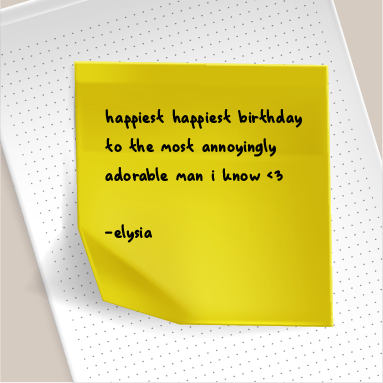 happiest happiest birthday
to the most annoyingly
adorable man i know <3
-elysia